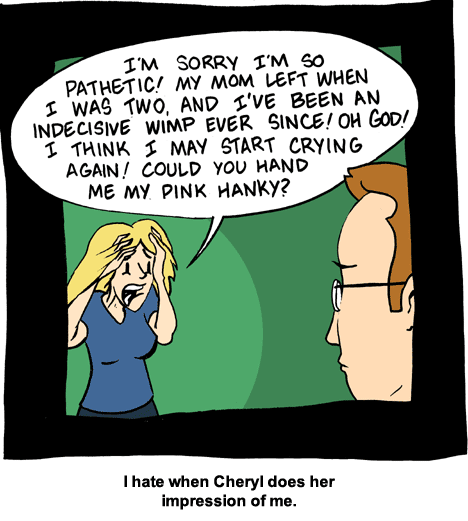 I'M SORRY I'M SO
PATHETIC! MY MOM LEFT WHEN
I WAS TWO, AND I'VE BEEN AN
INDECISIVE WIMP EVER SINCE! OH GOD!
I THINK I MAY START CRYING
AGAIN! COULD YOU HAND
ME MY PINK HANKY?
I hate when Cheryl does her
impression of me.